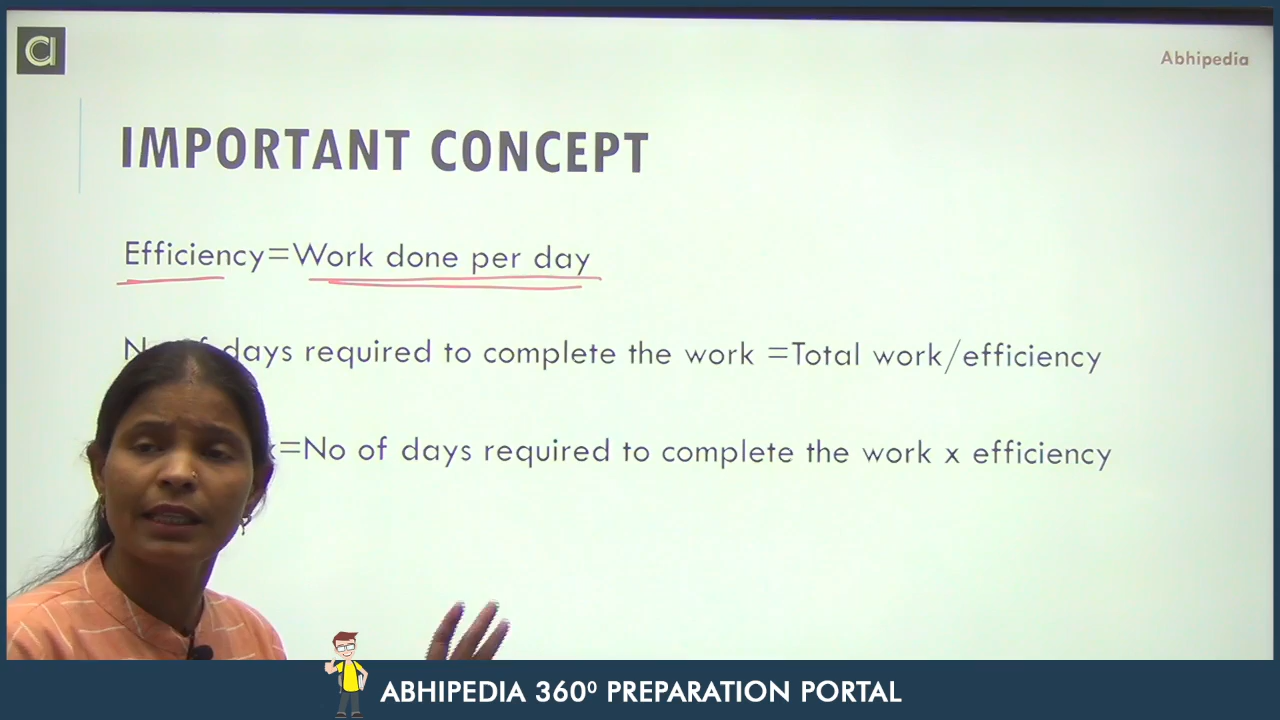 Abhipedia
IMPORTANT CONCEPT
Efficiency=Work done per day
days required to complete the work =Total work/efficiency
=No of days required to complete the work x efficiency
ABHIPEDIA 360⁰ PREPARATION PORTAL